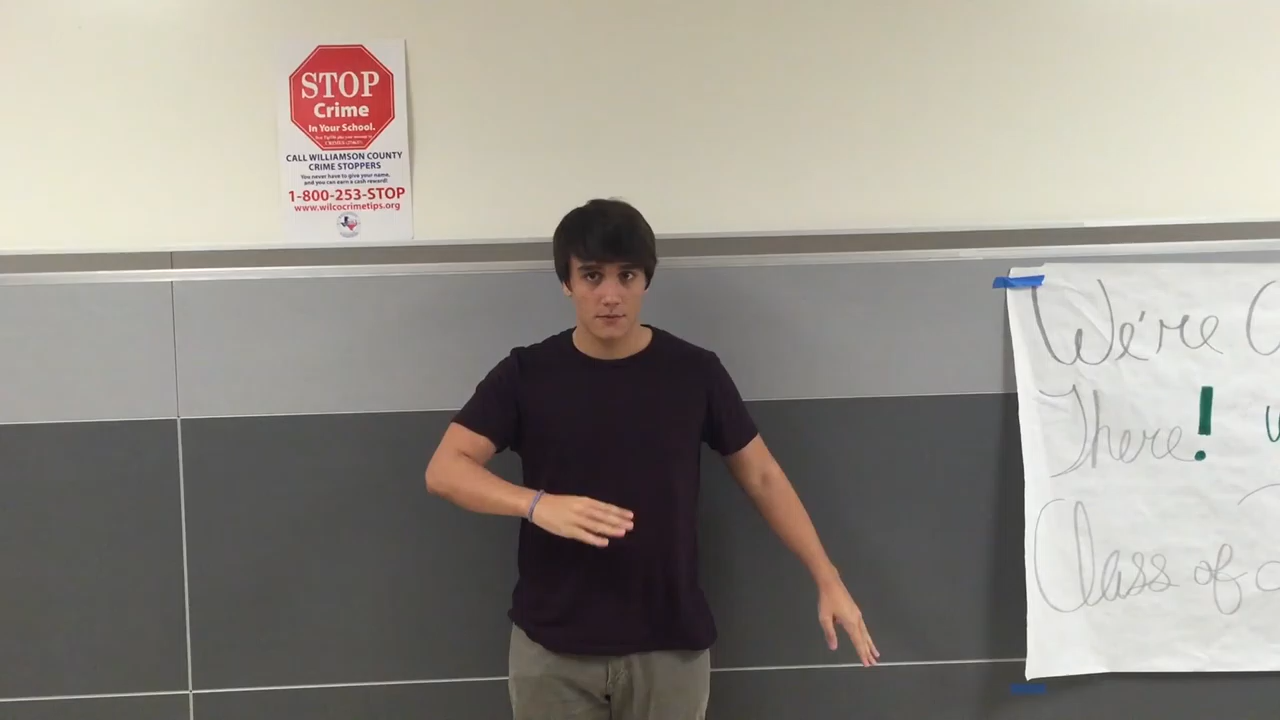 STOP
Crime
In Your School.
CALL WILLIAMSON COUNTY
CRIME STOPPERS
You never have to give your name,
and you can earn a cash reward!
1-800-253-STOP
www.wilcocrimetips.org
We're
There!
Class of